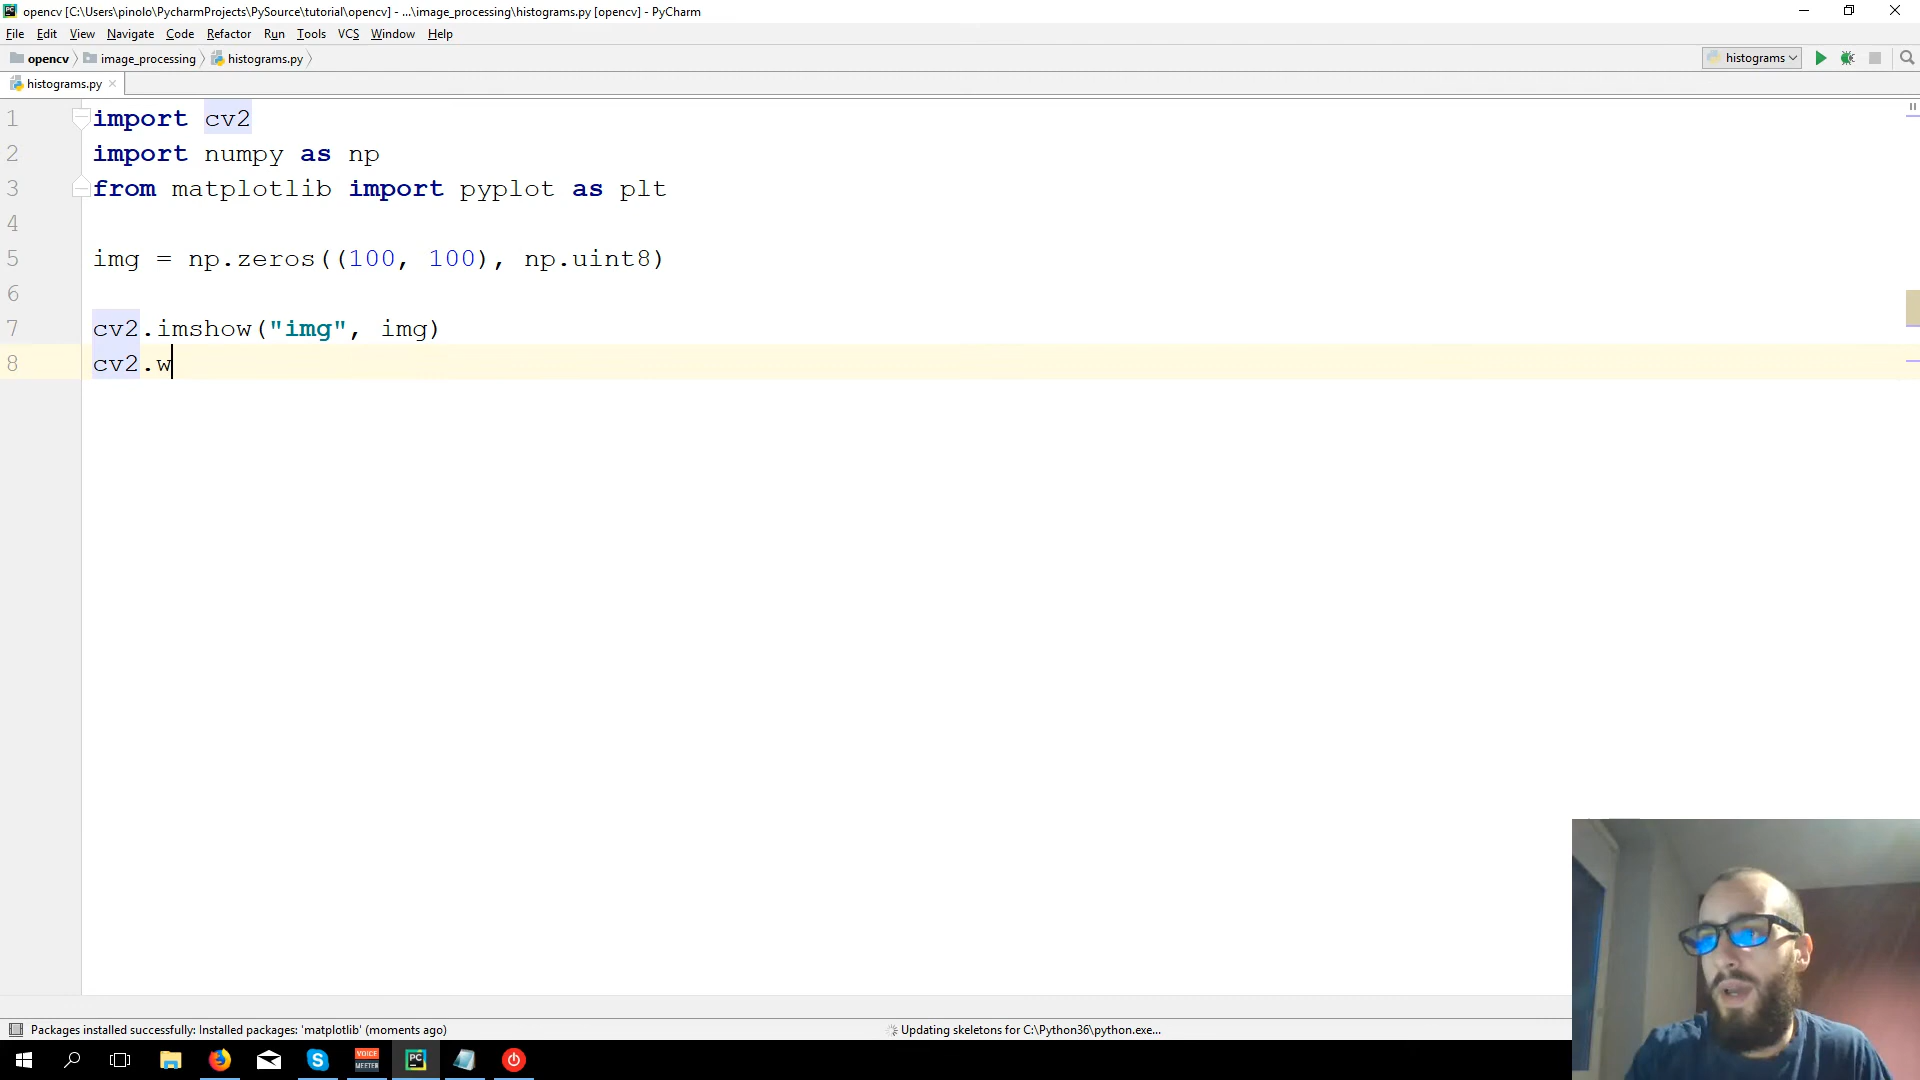 opencv [C:\Users\pinolo\PycharmProjects\PySource\tutorial\opencv] - ...\image_processing\histograms.py [opencv] - PyCharm
File Edit View Navigate Code Refactor Run Tools VCS Window Help
opencv image_processing histograms.py histograms
histograms.py
1 import cv2
2 import numpy as np
3 from matplotlib import pyplot as plt
4
5 img = np.zeros((100, 100), np.uint8)
6
7 cv2.imshow("img", img)
8 cv2.w
Packages installed successfully: Installed packages: 'matplotlib' (moments ago) Updating skeletons for C:\Python36\python.exe...
VOICE
MEETER
PC